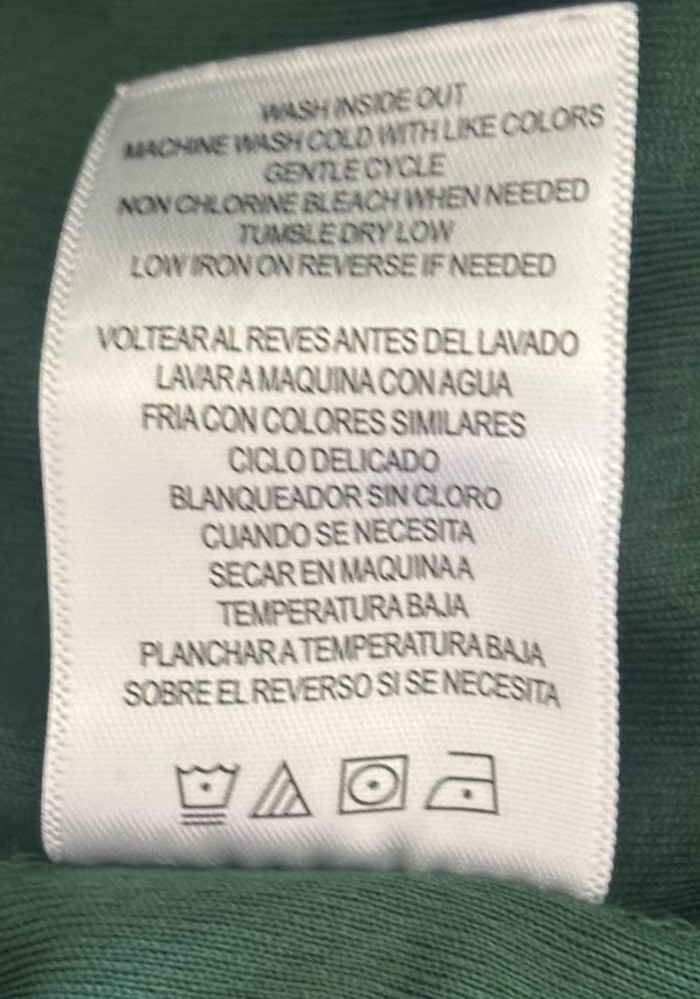 WASH INSIDE OUT
MACHINE WASH COLD WITH LIKE COLORS
GENTLE CYCLE
NON CHLORINE BLEACH WHEN NEEDED
TUMBLE DRY LOW
LOW IRON ON REVERSE IF NEEDED
VOLTEAR AL REVES ANTES DEL LAVADO
LAVAR A MAQUINA CON AGUA
FRIA CON COLORES SIMILARES
CICLO DELICADO
BLANQUEADOR SIN CLORO
CUANDO SE NECESITA
SECAR EN MAQUINA A
TEMPERATURA BAJA
PLANCHAR A TEMPERATURA BAJA
SOBRE EL REVERSO SI SE NECESITA